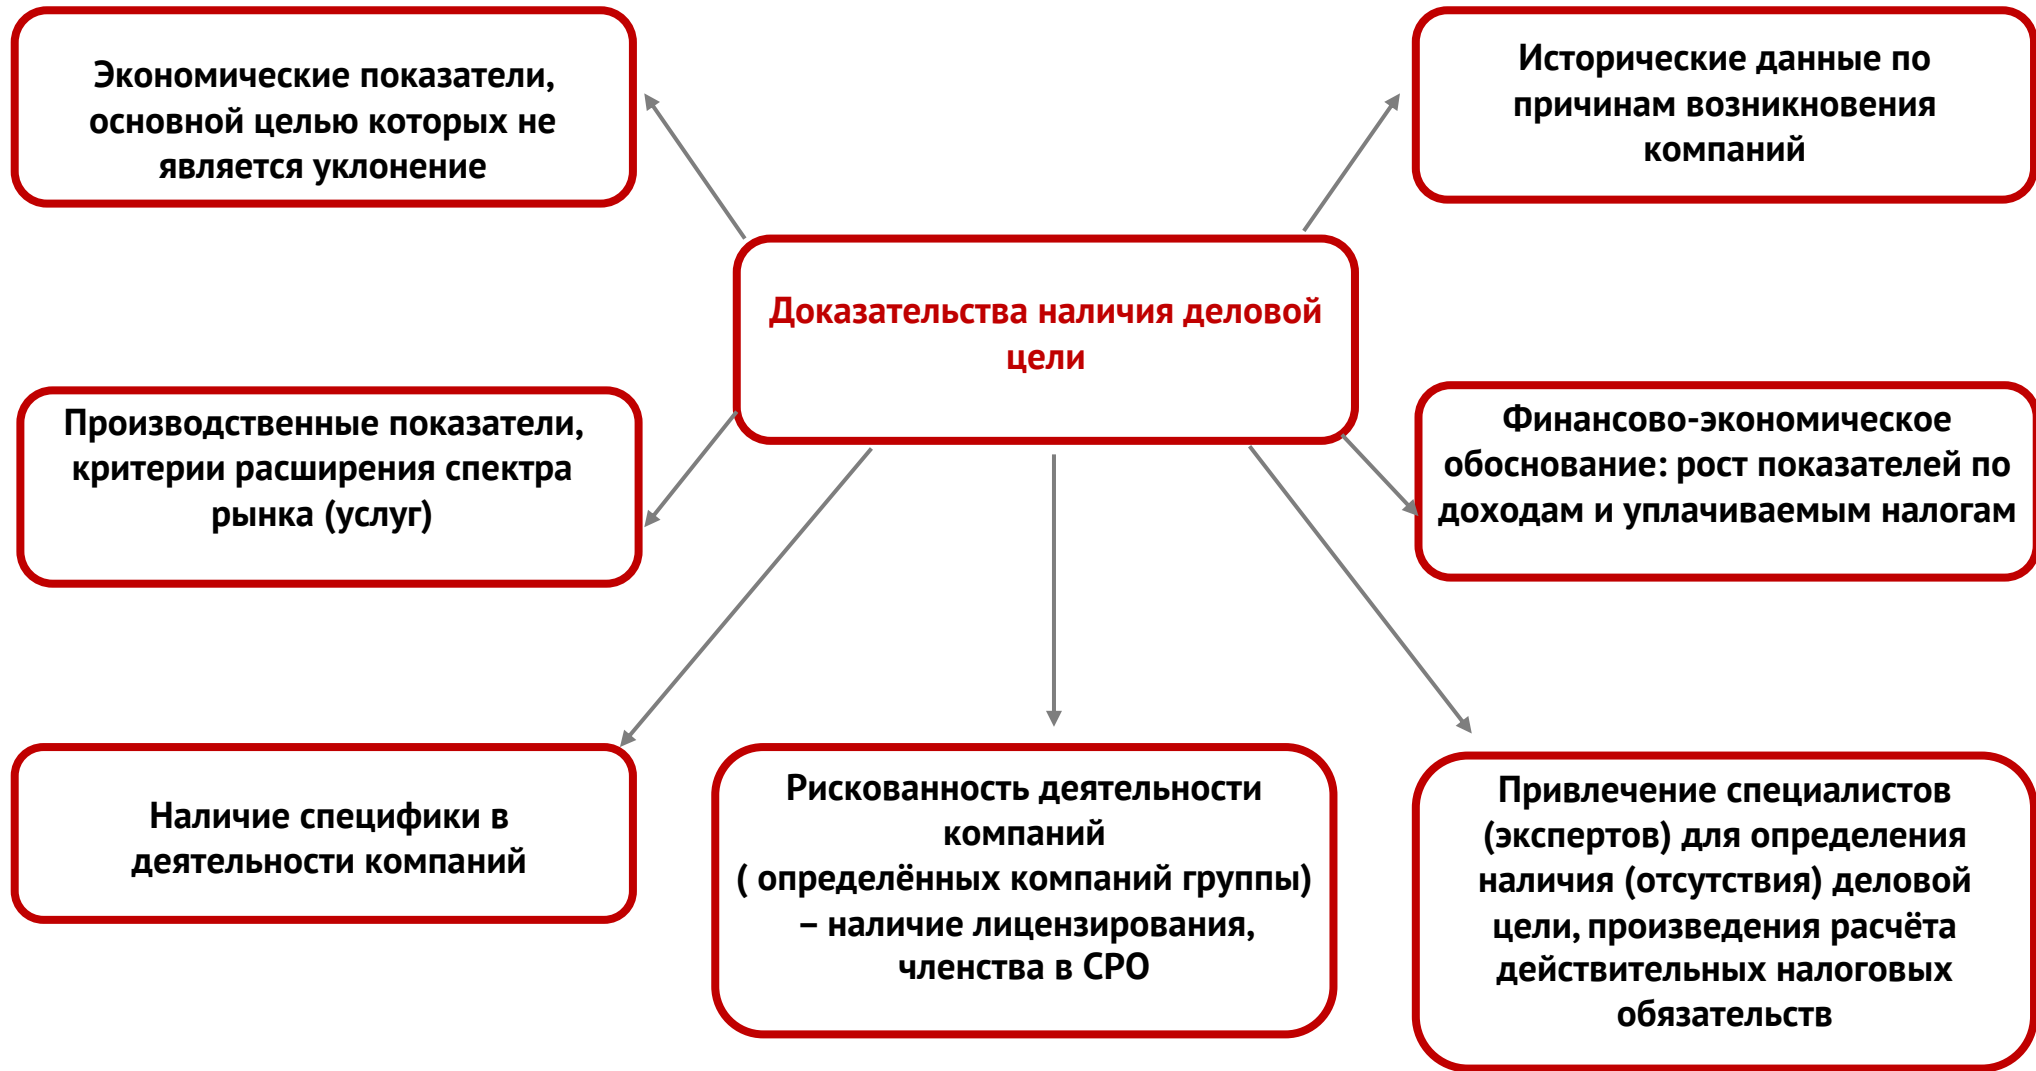 Экономические показатели,
основной целью которых не
является уклонение
Исторические данные по
причинам возникновения
компаний
Доказательства наличия деловой
цели
Производственные показатели,
критерии расширения спектра
рынка (услуг)
Финансово-экономическое
обоснование: рост показателей по
доходам и уплачиваемым налогам
Наличие специфики в
деятельности компаний
Рискованность деятельности
компаний
( определённых компаний группы)
– наличие лицензирования,
членства в СРО
Привлечение специалистов
(экспертов) для определения
наличия (отсутствия) деловой
цели, произведения расчёта
действительных налоговых
обязательств